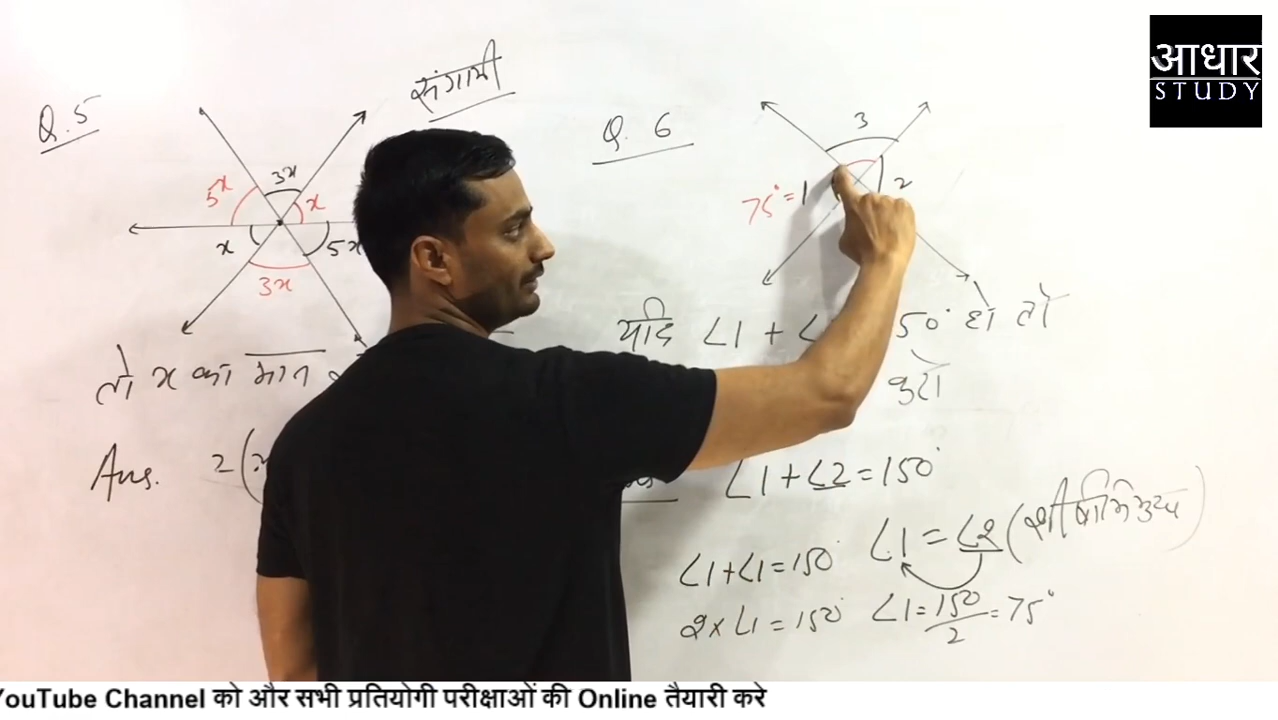 आधार
STUDY
संगामी
Q.5
3x
5x
x
x
5x
3x
तो x का मान
Ans. 2(
Q. 6
3
75°=1
2
यदि ∠1 + ∠ 50° हो तो
करो
∠1+∠2=150°
∠1=∠2 (शीर्षाभिमुख)
∠1+∠1=150°
2×∠1=150° ∠1=150/2=75°
YouTube Channel को और सभी प्रतियोगी परीक्षाओं की Online तैयारी करे